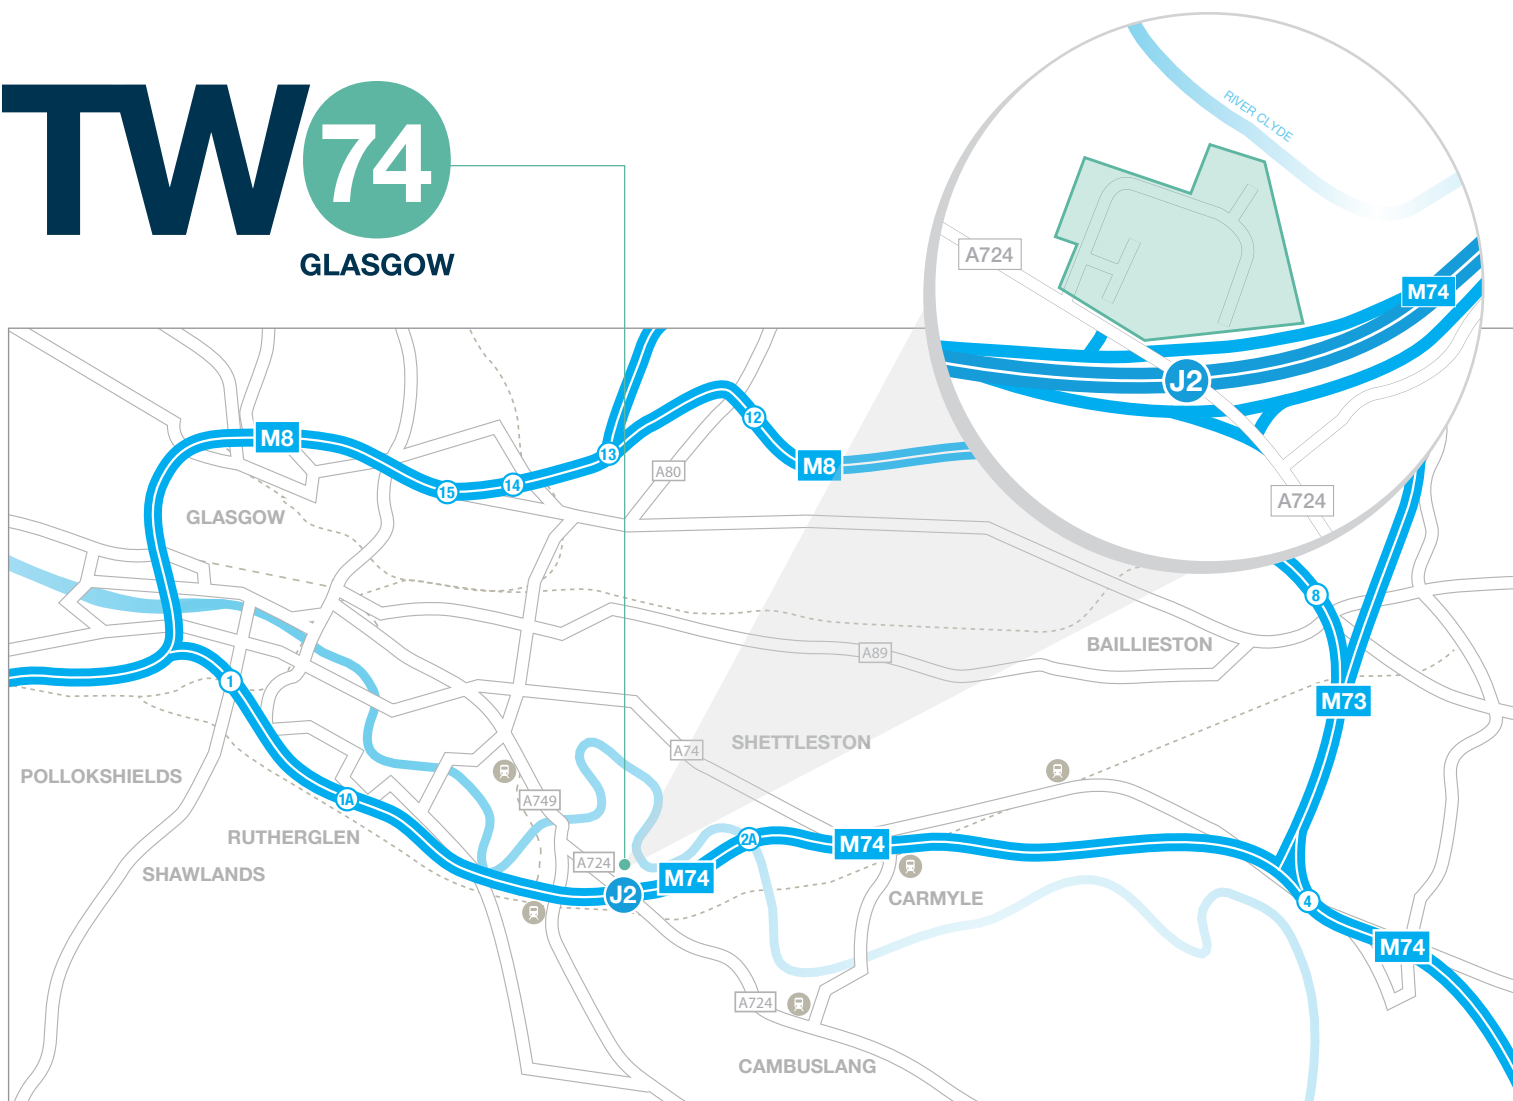 TW74
GLASGOW
RIVER CLYDE
A724
M74
J2
A724
M8
12
13
M8
A80
15
14
GLASGOW
8
BAILLIESTON
A89
1
M73
SHETTLESTON
A74
POLLOKSHIELDS
1A
A749
RUTHERGLEN
2A
M74
A724
M74
SHAWLANDS
J2
CARMYLE
4
M74
A724
CAMBUSLANG